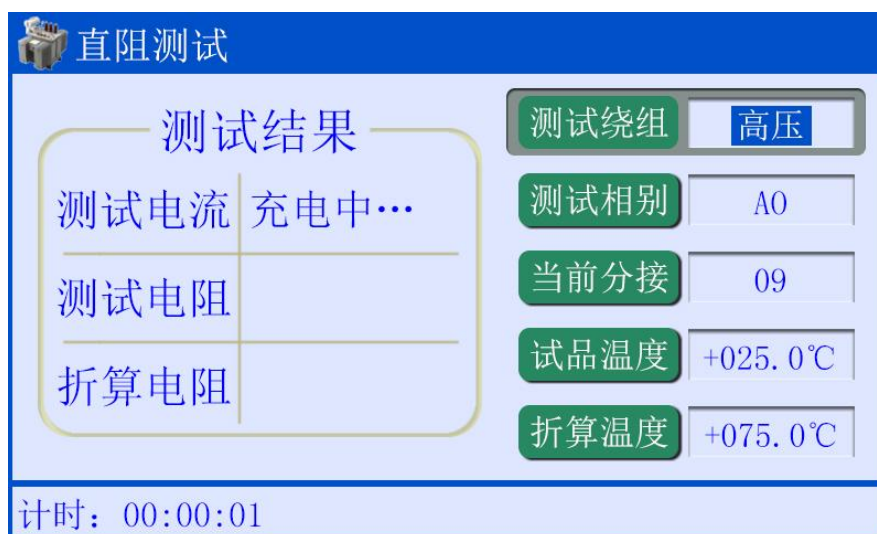 直阻测试
测试结果
测试电流 充电中…
测试电阻
折算电阻
测试绕组 高压
测试相别 AO
当前分接 09
试品温度 +025.0℃
折算温度 +075.0℃
计时：00:00:01